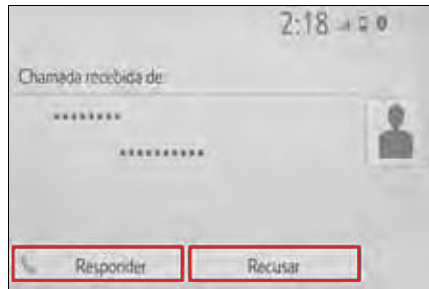 2:18
Chamada recebida de:
********
**********
Responder
Recusar